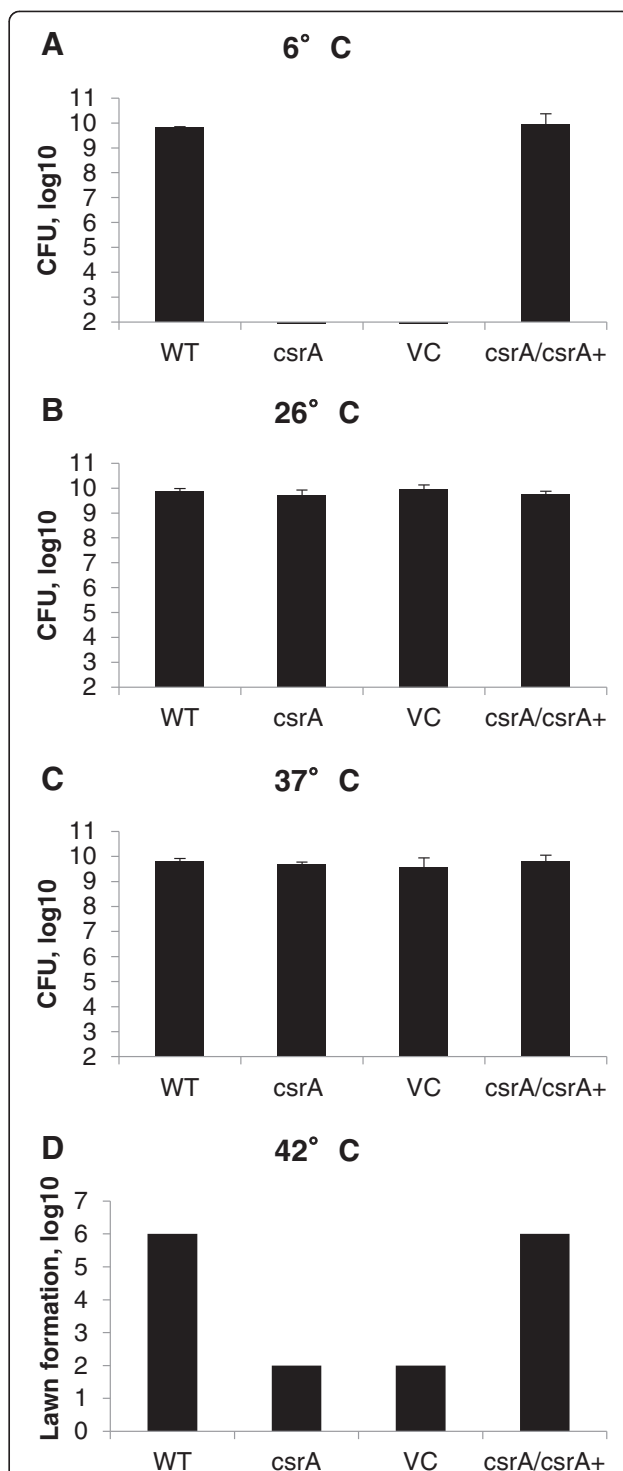 A
6° C
CFU, log10
11
10
9
8
7
6
5
4
3
2
WT csrA VC csrA/csrA+
B
26° C
CFU, log10
11
10
9
8
7
6
5
4
3
2
WT csrA VC csrA/csrA+
C
37° C
CFU, log10
11
10
9
8
7
6
5
4
3
2
WT csrA VC csrA/csrA+
D
42° C
Lawn formation, log10
7
6
5
4
3
2
1
0
WT csrA VC csrA/csrA+